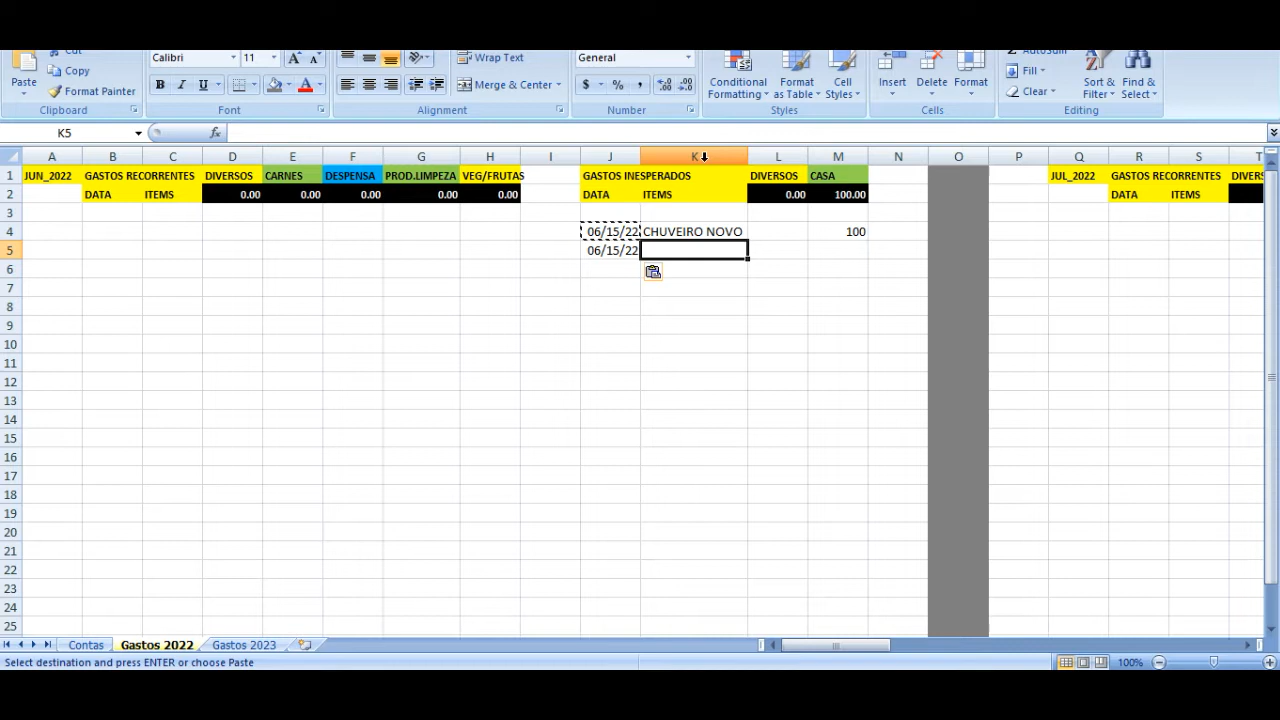 Cut
Calibri 11 Wrap Text General AutoSum
Copy Fill
Paste Format Painter B I U Merge & Center $ % , Conditional Formatting Format as Table Cell Styles Insert Delete Format Clear Sort & Filter Find & Select
Clipboard Font Alignment Number Styles Cells Editing
K5 fx
A B C D E F G H I J K L M N O P Q R S T
1 JUN_2022 GASTOS RECORRENTES DIVERSOS CARNES DESPENSA PROD.LIMPEZA VEG/FRUTAS GASTOS INESPERADOS DIVERSOS CASA JUL_2022 GASTOS RECORRENTES
2 DATA ITEMS 0.00 0.00 0.00 0.00 0.00 DATA ITEMS 0.00 100.00 DATA ITEMS
3
4 06/15/22 CHUVEIRO NOVO 100
5 06/15/22
6
7
8
9
10
11
12
13
14
15
16
17
18
19
20
21
22
23
24
25
Contas Gastos 2022 Gastos 2023
Select destination and press ENTER or choose Paste 100%